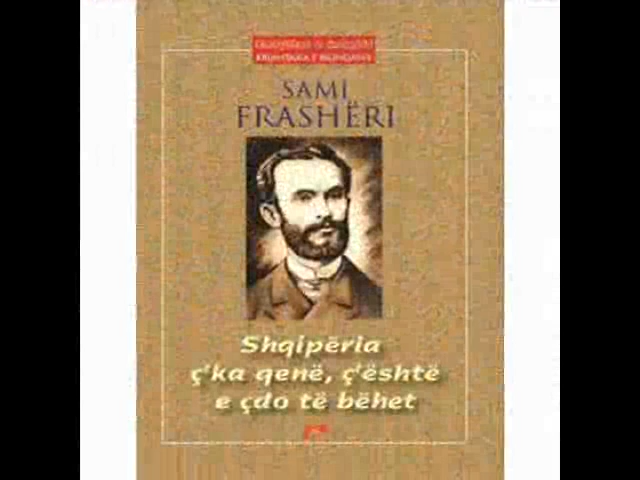 SAMI
FRASHËRI
Shqipëria
ç'ka qenë, ç'është
e çdo të bëhet